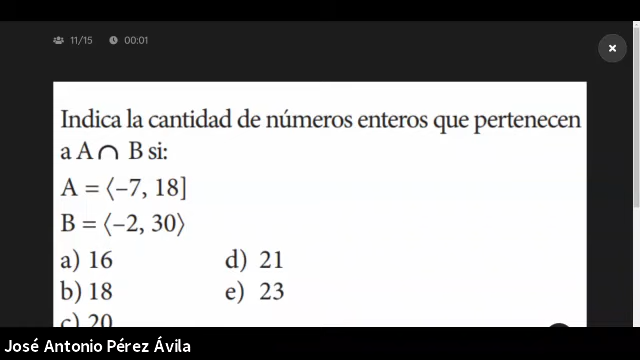 11/15 00:01
Indica la cantidad de números enteros que pertenecen
a A ∩ B si:
A = ⟨–7, 18]
B = ⟨–2, 30⟩
a) 16 d) 21
b) 18 e) 23
c) 20
José Antonio Pérez Ávila